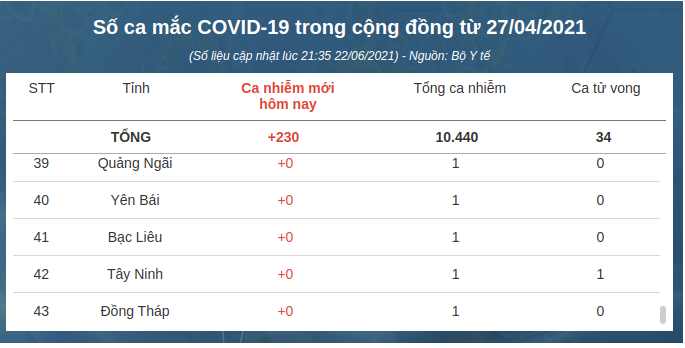 Số ca mắc COVID-19 trong cộng đồng từ 27/04/2021
(Số liệu cập nhật lúc 21:35 22/06/2021) - Nguồn: Bộ Y tế
STT Tỉnh Ca nhiễm mới hôm nay Tổng ca nhiễm Ca tử vong
TỔNG +230 10.440 34
39 Quảng Ngãi +0 1 0
40 Yên Bái +0 1 0
41 Bạc Liêu +0 1 0
42 Tây Ninh +0 1 1
43 Đồng Tháp +0 1 0